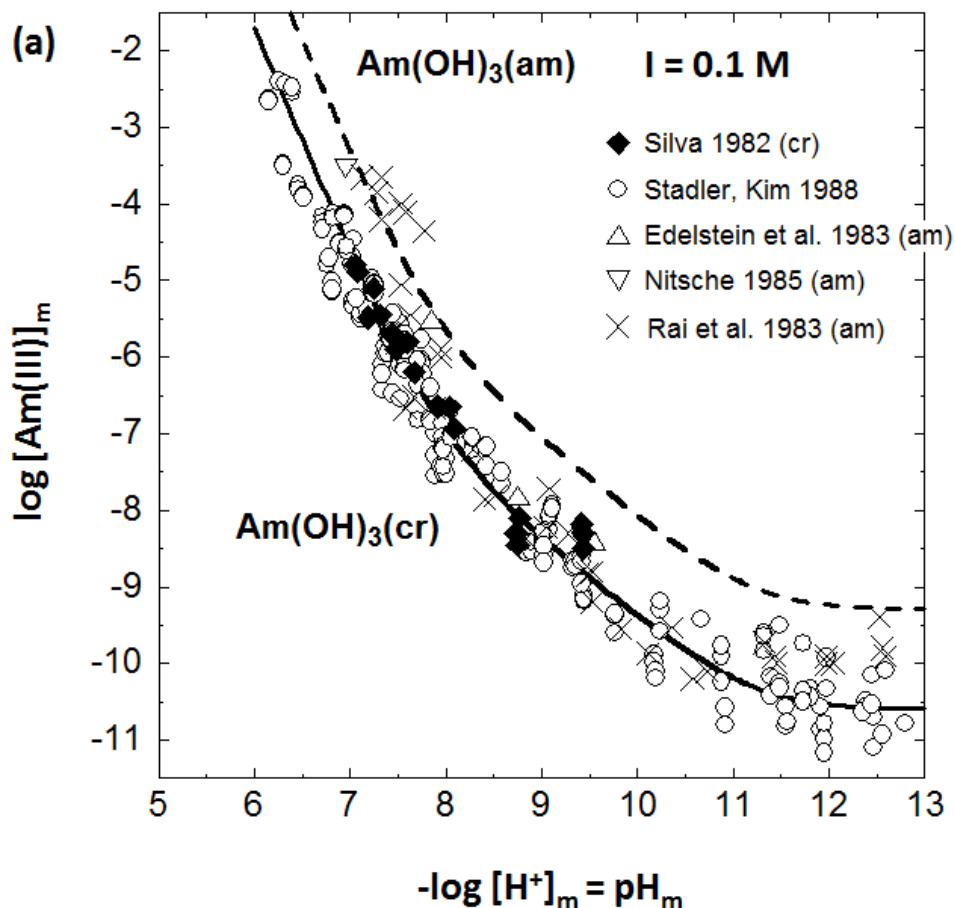 (a)
Am(OH)3(am)
I = 0.1 M
Silva 1982 (cr)
Stadler, Kim 1988
Edelstein et al. 1983 (am)
Nitsche 1985 (am)
Rai et al. 1983 (am)
Am(OH)3(cr)
log [Am(III)]m
-2
-3
-4
-5
-6
-7
-8
-9
-10
-11
5 6 7 8 9 10 11 12 13
-log [H+]m = pHm